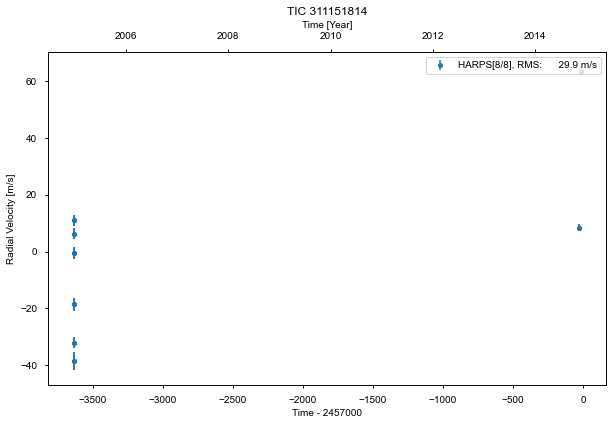 TIC 311151814
Time [Year]
2006 2008 2010 2012 2014
HARPS[8/8], RMS: 29.9 m/s
Radial Velocity [m/s]
60
40
20
0
−20
−40
−3500 −3000 −2500 −2000 −1500 −1000 −500 0
Time - 2457000